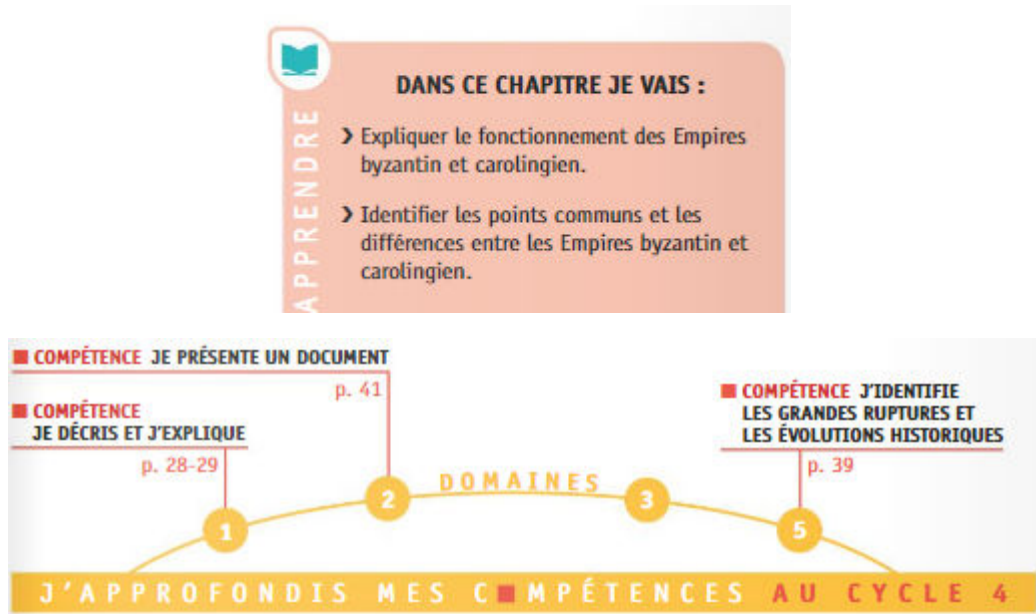 APPRENDRE
DANS CE CHAPITRE JE VAIS :
❯ Expliquer le fonctionnement des Empires
byzantin et carolingien.
❯ Identifier les points communs et les
différences entre les Empires byzantin et
carolingien.
■ COMPÉTENCE JE PRÉSENTE UN DOCUMENT
p. 41
■ COMPÉTENCE
JE DÉCRIS ET J'EXPLIQUE
p. 28-29
■ COMPÉTENCE J'IDENTIFIE
LES GRANDES RUPTURES ET
LES ÉVOLUTIONS HISTORIQUES
p. 39
DOMAINES
1
2
3
5
J'APPROFONDIS MES C■MPÉTENCES AU CYCLE 4